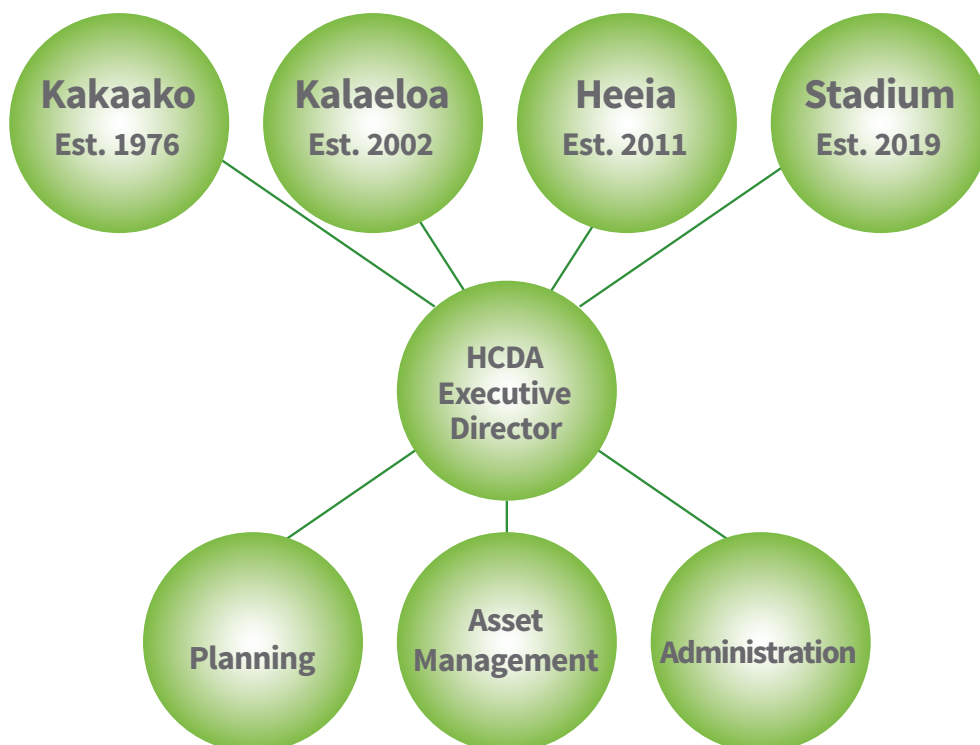 Kakaako
Est. 1976
Kalaeloa
Est. 2002
Heeia
Est. 2011
Stadium
Est. 2019
HCDA
Executive
Director
Planning
Asset
Management
Administration